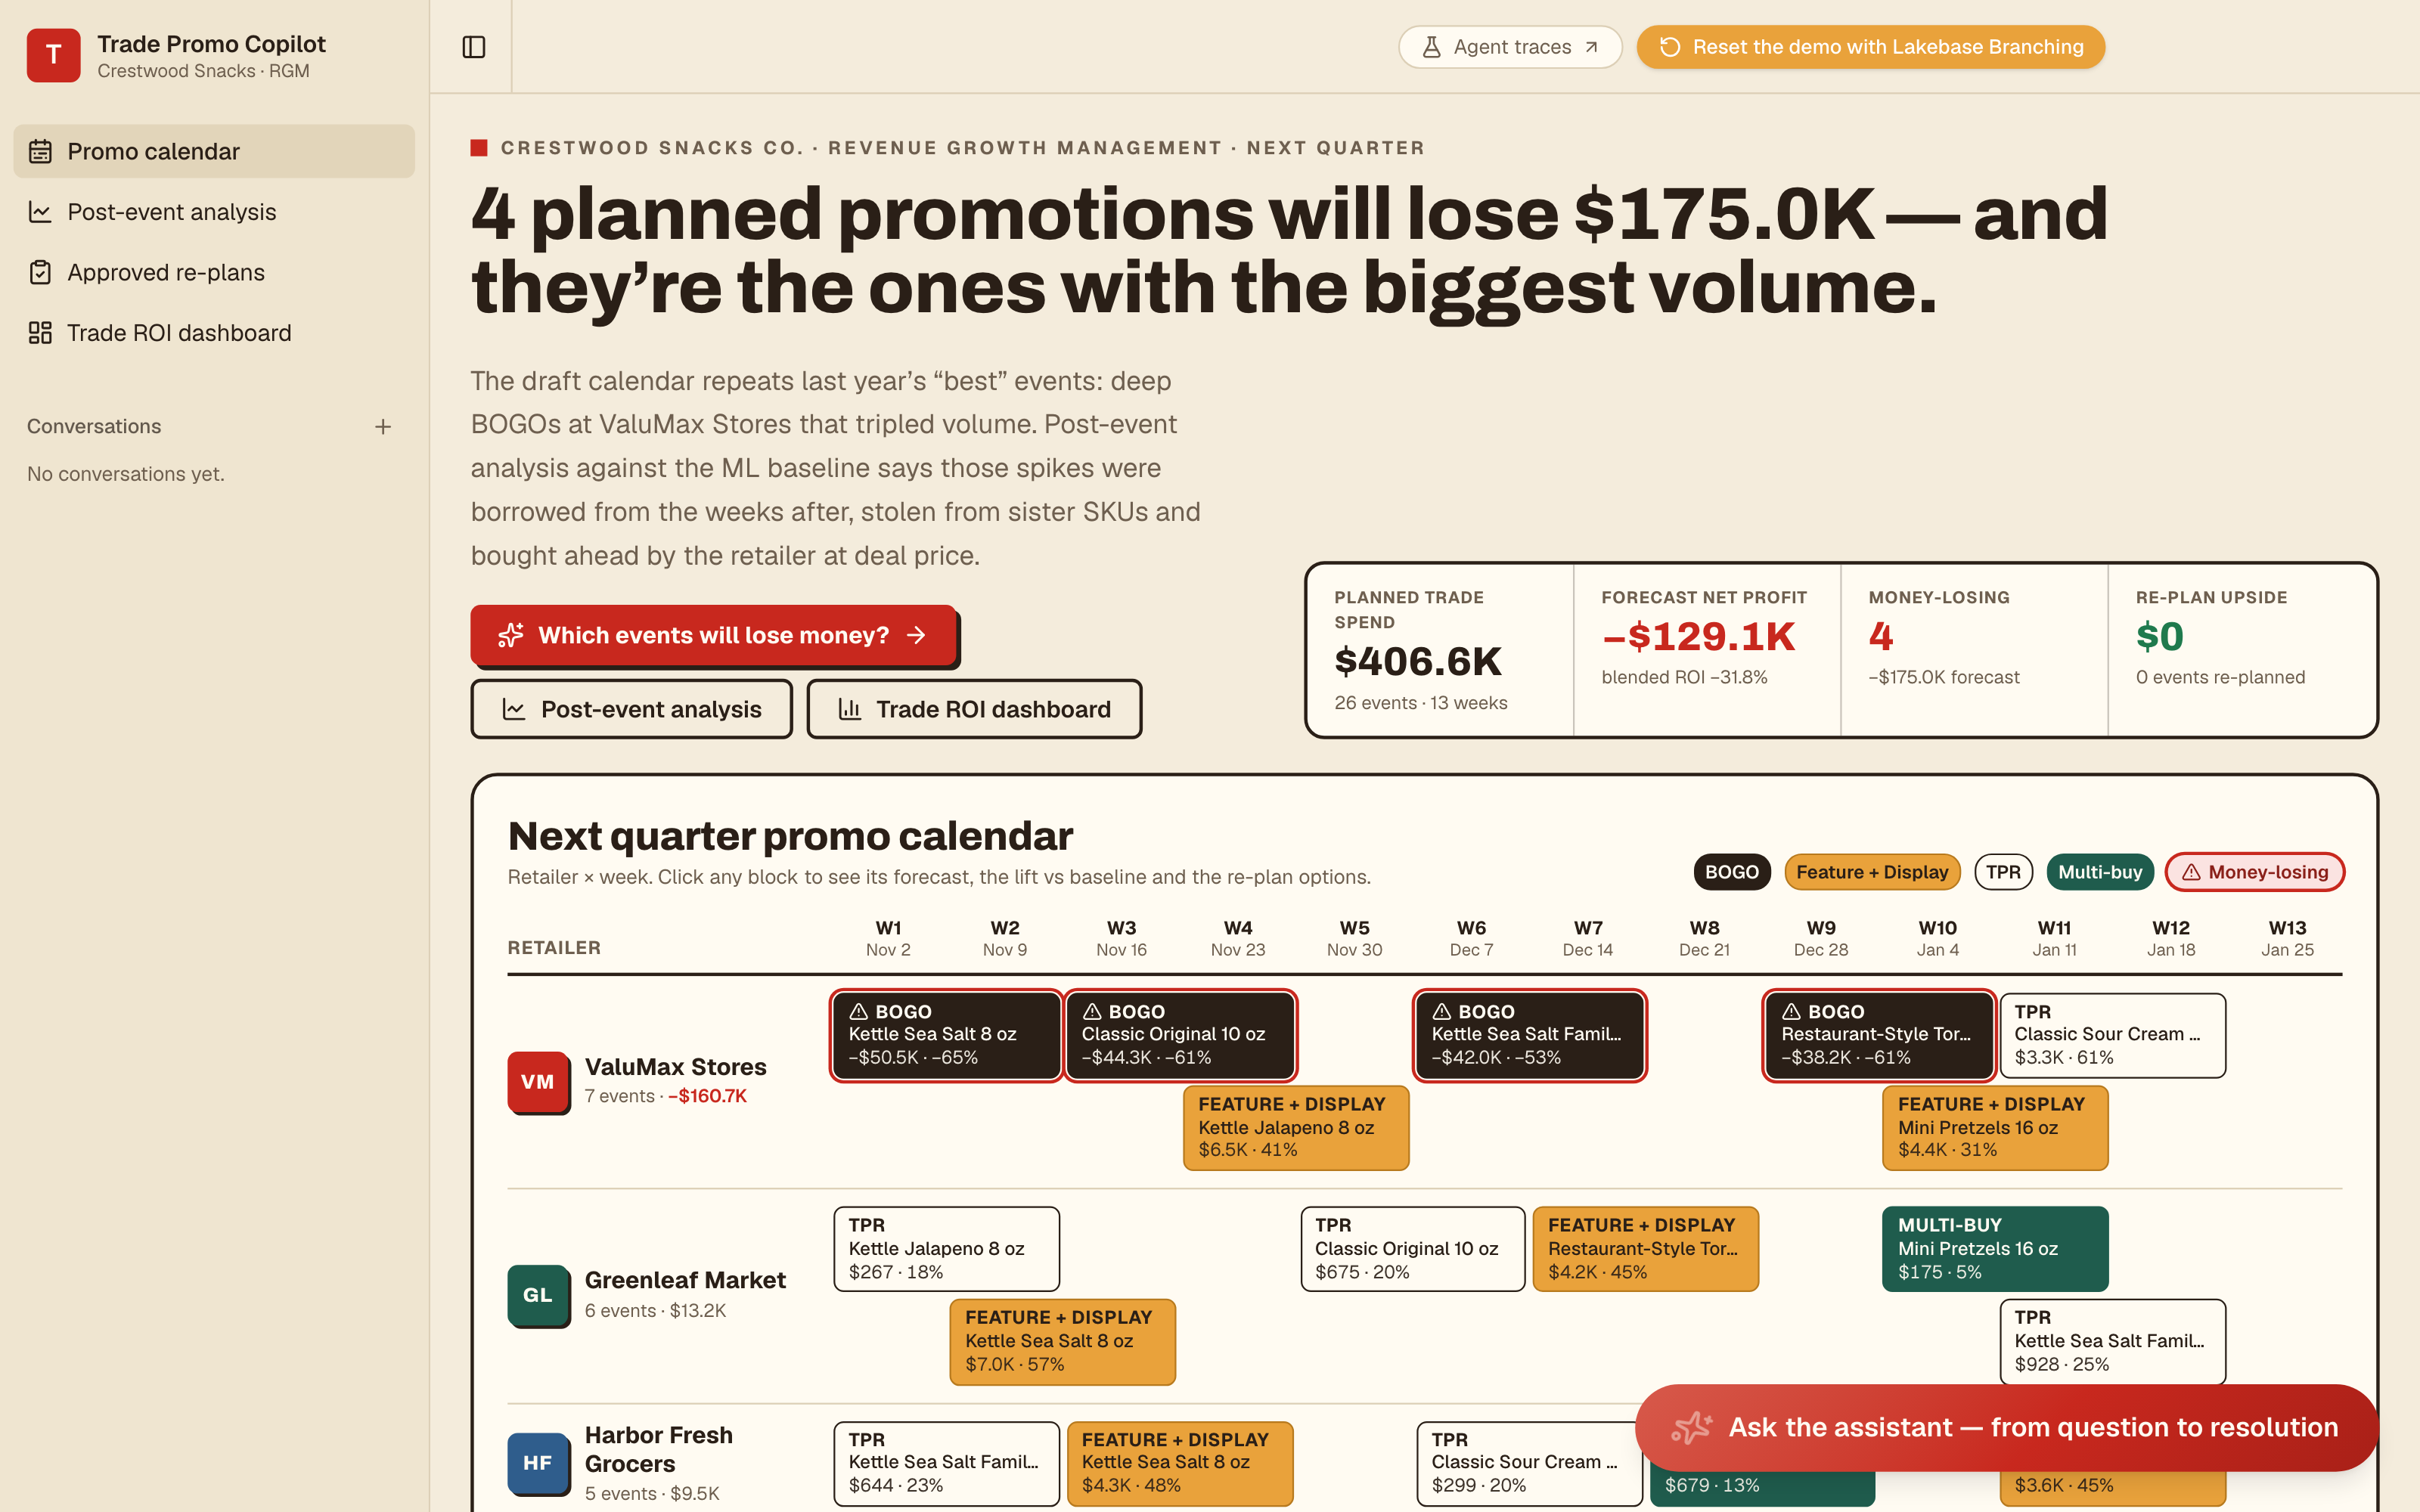 T
Trade Promo Copilot
Crestwood Snacks · RGM
Promo calendar
Post-event analysis
Approved re-plans
Trade ROI dashboard
Conversations
+
No conversations yet.
Agent traces
Reset the demo with Lakebase Branching
CRESTWOOD SNACKS CO. · REVENUE GROWTH MANAGEMENT · NEXT QUARTER
4 planned promotions will lose $175.0K — and
they’re the ones with the biggest volume.
The draft calendar repeats last year’s “best” events: deep
BOGOs at ValuMax Stores that tripled volume. Post-event
analysis against the ML baseline says those spikes were
borrowed from the weeks after, stolen from sister SKUs and
bought ahead by the retailer at deal price.
Which events will lose money?
Post-event analysis
Trade ROI dashboard
PLANNED TRADE
SPEND
$406.6K
26 events · 13 weeks
FORECAST NET PROFIT
−$129.1K
blended ROI −31.8%
MONEY-LOSING
4
−$175.0K forecast
RE-PLAN UPSIDE
$0
0 events re-planned
Next quarter promo calendar
Retailer × week. Click any block to see its forecast, the lift vs baseline and the re-plan options.
BOGO
Feature + Display
TPR
Multi-buy
Money-losing
RETAILER
W1
Nov 2
W2
Nov 9
W3
Nov 16
W4
Nov 23
W5
Nov 30
W6
Dec 7
W7
Dec 14
W8
Dec 21
W9
Dec 28
W10
Jan 4
W11
Jan 11
W12
Jan 18
W13
Jan 25
VM
ValuMax Stores
7 events · −$160.7K
BOGO
Kettle Sea Salt 8 oz
−$50.5K · −65%
BOGO
Classic Original 10 oz
−$44.3K · −61%
BOGO
Kettle Sea Salt Famil...
−$42.0K · −53%
BOGO
Restaurant-Style Tor...
−$38.2K · −61%
TPR
Classic Sour Cream ...
$3.3K · 61%
FEATURE + DISPLAY
Kettle Jalapeno 8 oz
$6.5K · 41%
FEATURE + DISPLAY
Mini Pretzels 16 oz
$4.4K · 31%
GL
Greenleaf Market
6 events · $13.2K
TPR
Kettle Jalapeno 8 oz
$267 · 18%
TPR
Classic Original 10 oz
$675 · 20%
FEATURE + DISPLAY
Restaurant-Style Tor...
$4.2K · 45%
MULTI-BUY
Mini Pretzels 16 oz
$175 · 5%
FEATURE + DISPLAY
Kettle Sea Salt 8 oz
$7.0K · 57%
TPR
Kettle Sea Salt Famil...
$928 · 25%
HF
Harbor Fresh
Grocers
5 events · $9.5K
TPR
Kettle Sea Salt Famil...
$644 · 23%
FEATURE + DISPLAY
Kettle Sea Salt 8 oz
$4.3K · 48%
TPR
Classic Sour Cream ...
$299 · 20%
$679 · 13%
$3.6K · 45%
Ask the assistant — from question to resolution